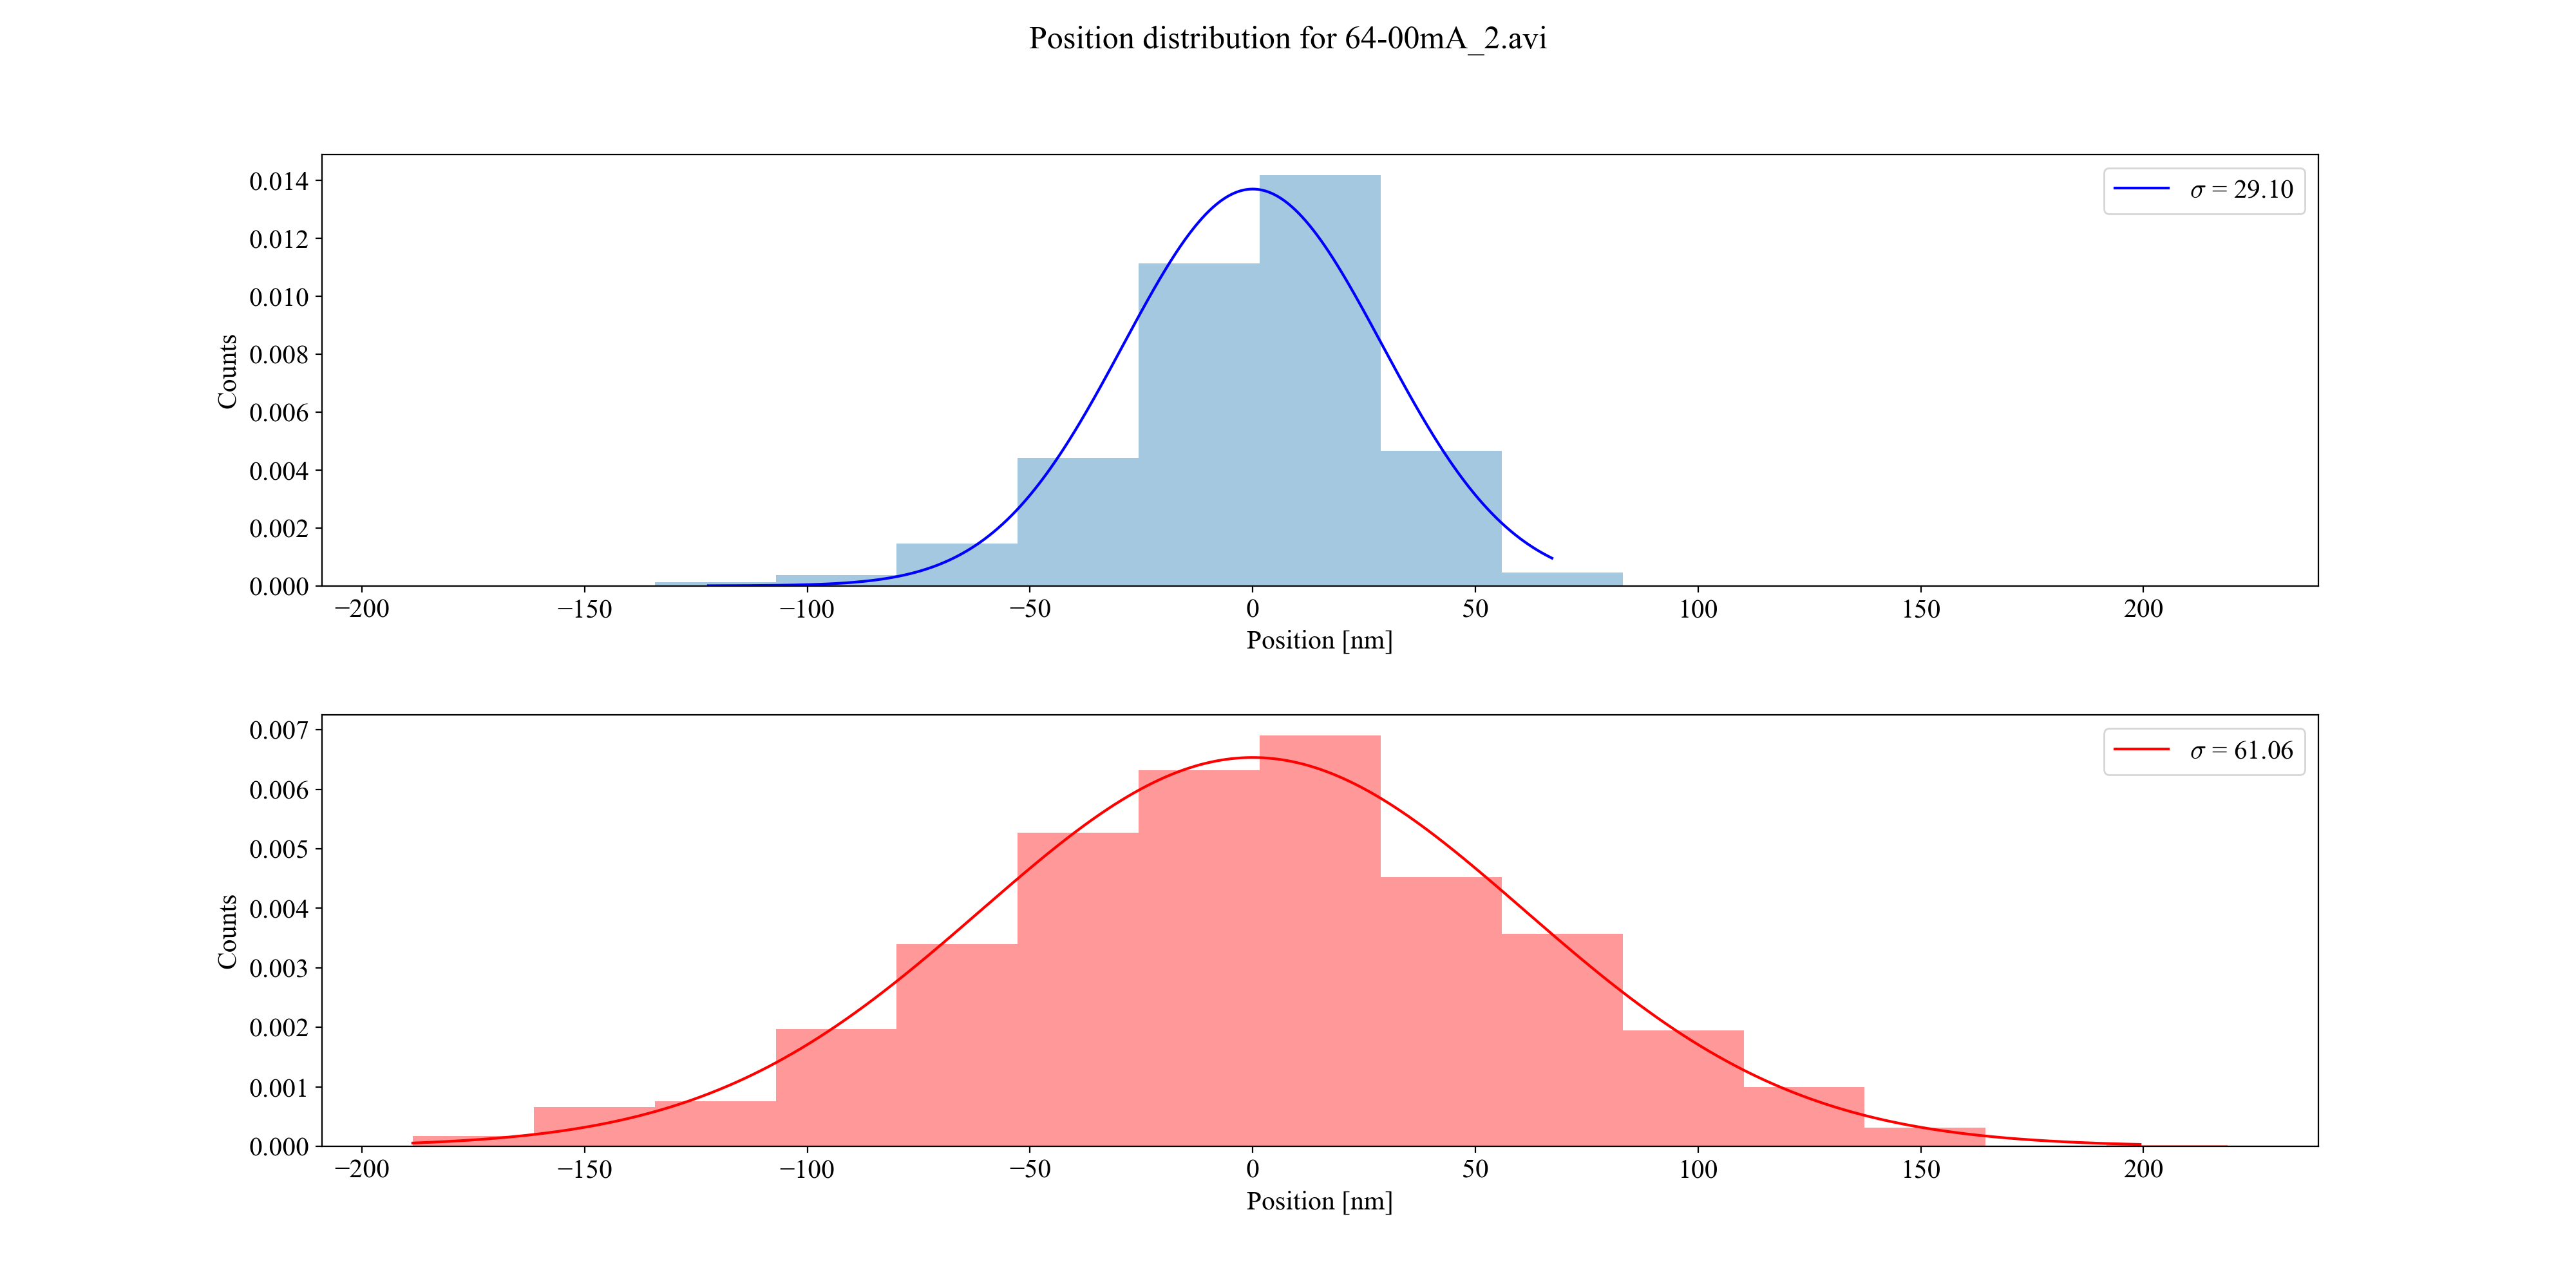 Position distribution for 64-00mA_2.avi
σ = 29.10
0.014
0.012
0.010
0.008
0.006
0.004
0.002
0.000
Counts
−200 −150 −100 −50 0 50 100 150 200
Position [nm]
σ = 61.06
0.007
0.006
0.005
0.004
0.003
0.002
0.001
0.000
Counts
−200 −150 −100 −50 0 50 100 150 200
Position [nm]